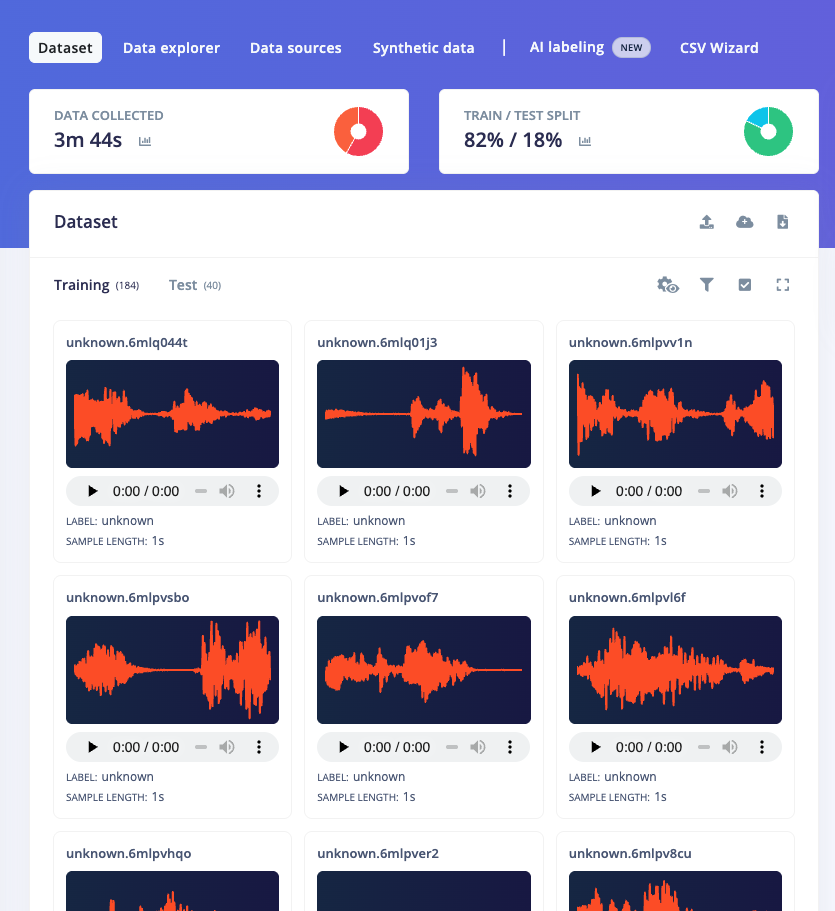 Dataset Data explorer Data sources Synthetic data | AI labeling NEW CSV Wizard
DATA COLLECTED
3m 44s
TRAIN / TEST SPLIT
82% / 18%
Dataset
Training (184) Test (40)
unknown.6mlq044t unknown.6mlq01j3 unknown.6mlpvv1n
0:00 / 0:00 0:00 / 0:00 0:00 / 0:00
LABEL: unknown LABEL: unknown LABEL: unknown
SAMPLE LENGTH: 1s SAMPLE LENGTH: 1s SAMPLE LENGTH: 1s
unknown.6mlpvsbo unknown.6mlpvof7 unknown.6mlpvl6f
0:00 / 0:00 0:00 / 0:00 0:00 / 0:00
LABEL: unknown LABEL: unknown LABEL: unknown
SAMPLE LENGTH: 1s SAMPLE LENGTH: 1s SAMPLE LENGTH: 1s
unknown.6mlpvhqo unknown.6mlpver2 unknown.6mlpv8cu